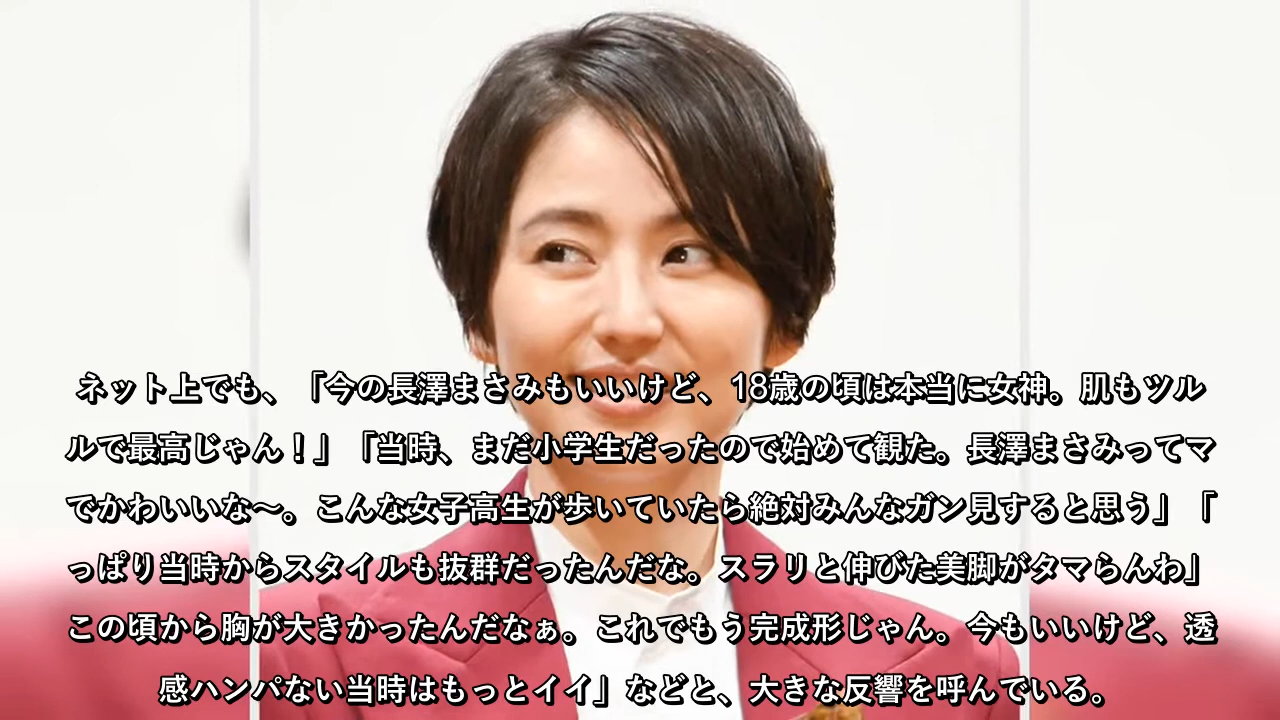 ネット上でも、「今の長澤まさみもいいけど、18歳の頃は本当に女神。肌もツル
ルで最高じゃん！」「当時、まだ小学生だったので始めて観た。長澤まさみってマ
でかわいいな～。こんな女子高生が歩いていたら絶対みんなガン見すると思う」「
っぱり当時からスタイルも抜群だったんだな。スラリと伸びた美脚がタマらんわ」
この頃から胸が大きかったんだなぁ。これでもう完成形じゃん。今もいいけど、透
感ハンパない当時はもっとイイ」などと、大きな反響を呼んでいる。